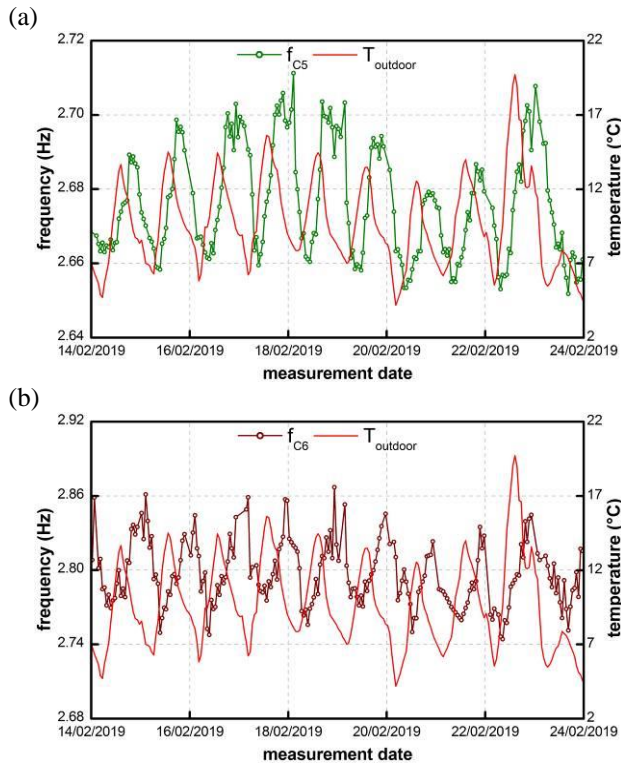 (a)
2.72
22
f_C5
T_outdoor
2.70
17
2.68
12
2.66
7
2.64
2
frequency (Hz)
temperature (°C)
14/02/2019 16/02/2019 18/02/2019 20/02/2019 22/02/2019 24/02/2019
measurement date
(b)
2.92
22
f_C6
T_outdoor
2.86
17
2.80
12
2.74
7
2.68
2
frequency (Hz)
temperature (°C)
14/02/2019 16/02/2019 18/02/2019 20/02/2019 22/02/2019 24/02/2019
measurement date